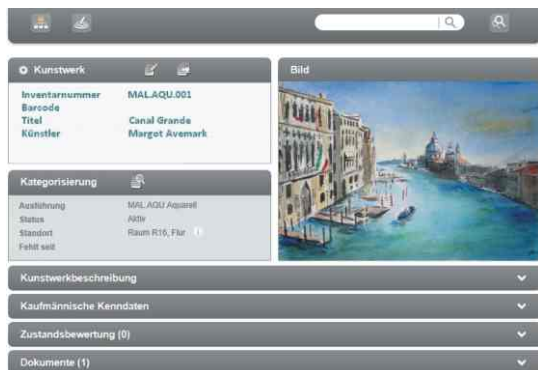 Kunstwerk
Inventarnummer MAL.AQU.001
Barcode
Titel Canal Grande
Künstler Margot Avemark
Kategorisierung
Ausführung MAL.AQU Aquarell
Status Aktiv
Standort Raum R16, Flur
Fehlt seit
Bild
Kunstwerkbeschreibung
Kaufmännische Kenndaten
Zustandsbewertung (0)
Dokumente (1)